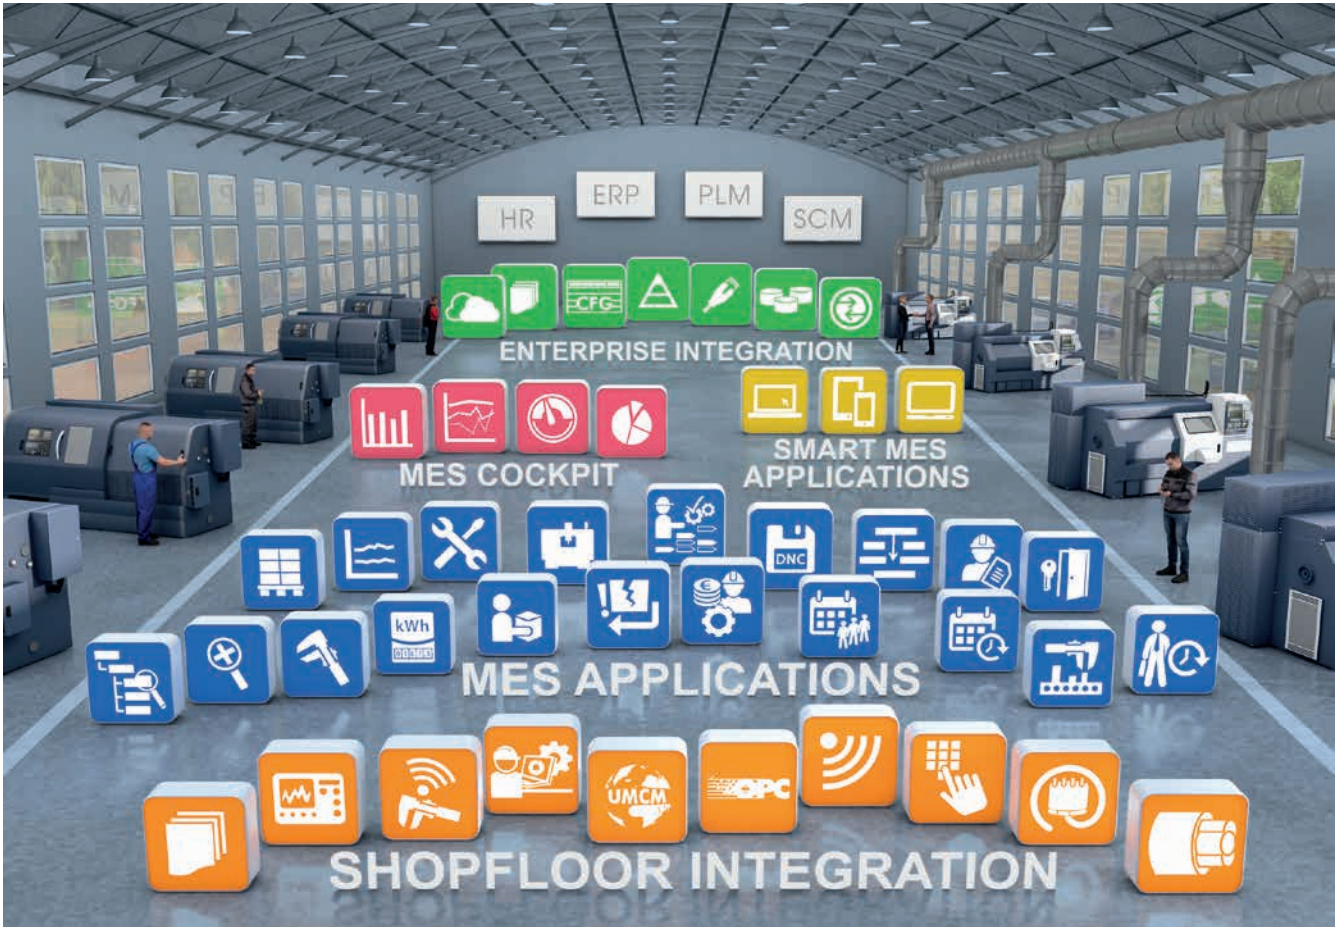 HR
ERP
PLM
SCM
CFG
ENTERPRISE INTEGRATION
MES COCKPIT
SMART MES
APPLICATIONS
DNC
kWh
MES APPLICATIONS
UMCM
OPC
SHOPFLOOR INTEGRATION